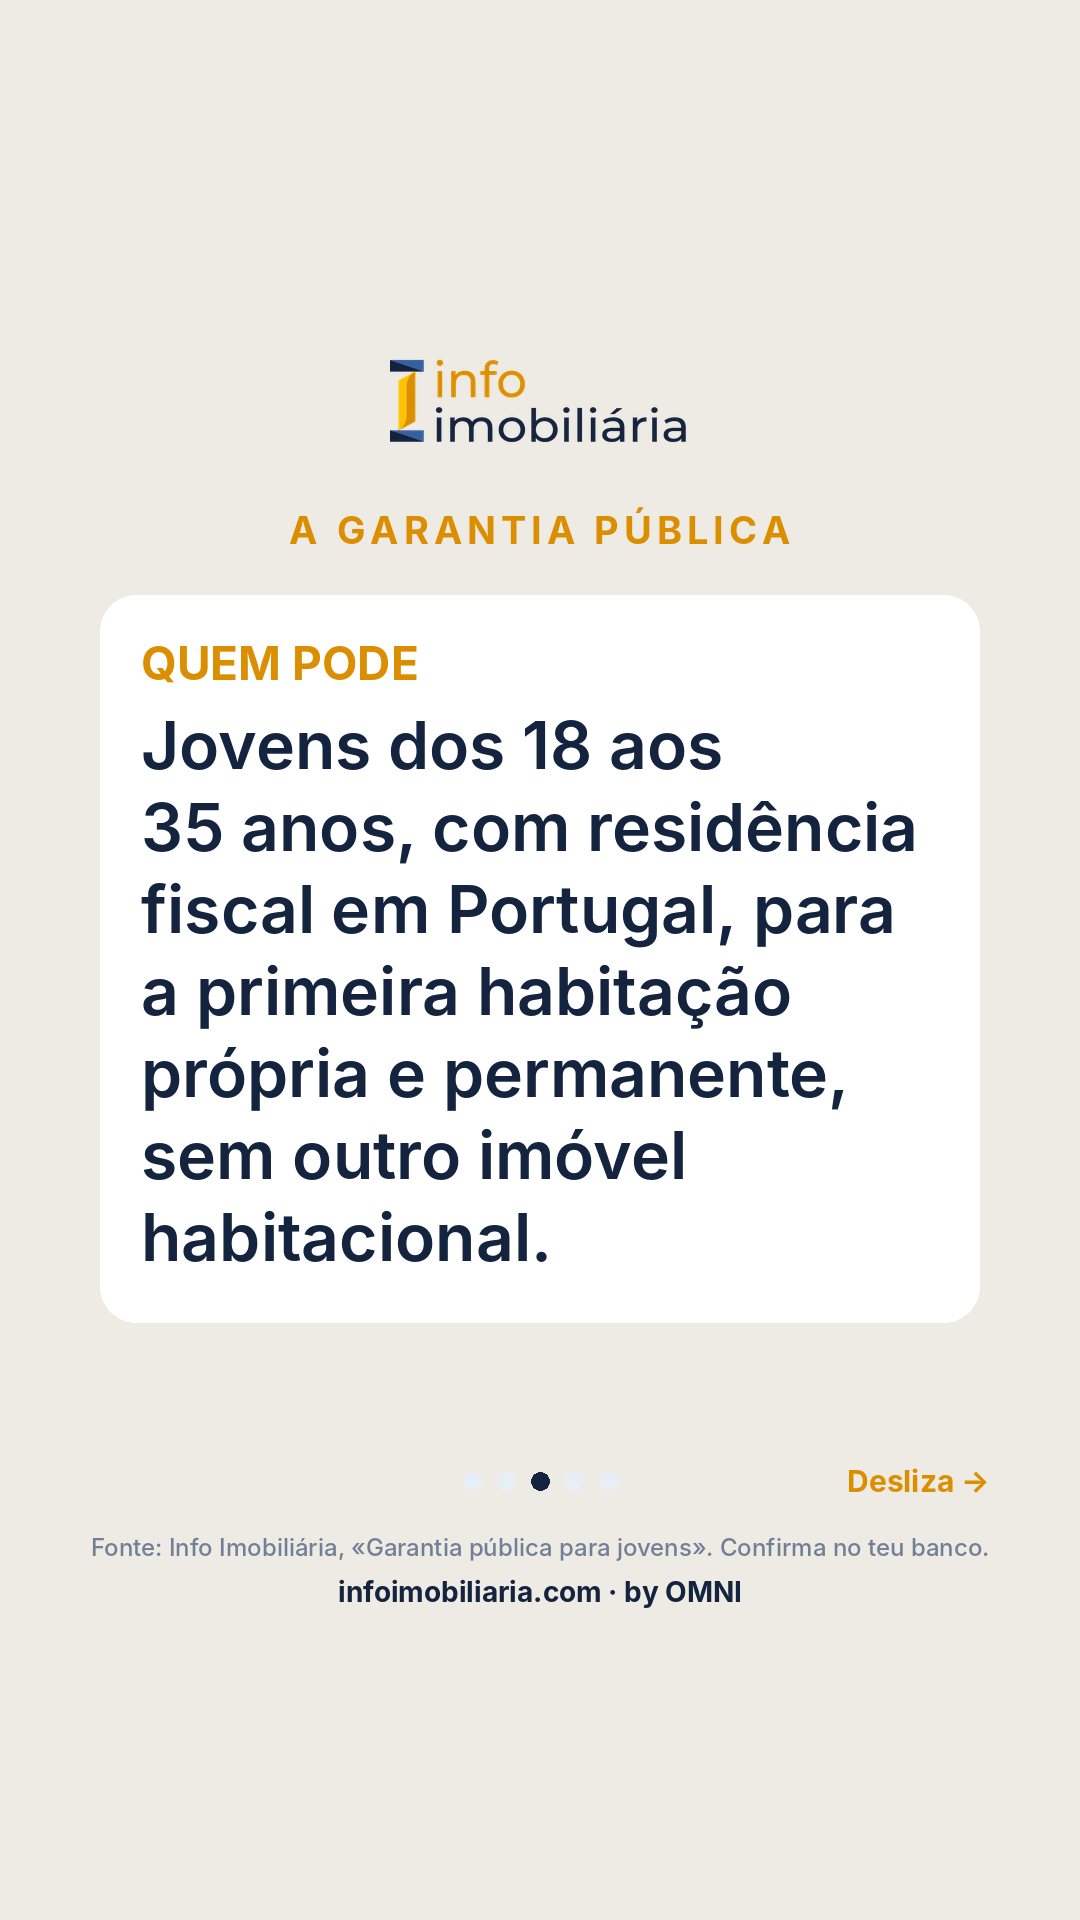 info
imobiliária
A GARANTIA PÚBLICA
QUEM PODE
Jovens dos 18 aos
35 anos, com residência
fiscal em Portugal, para
a primeira habitação
própria e permanente,
sem outro imóvel
habitacional.
Desliza →
Fonte: Info Imobiliária, «Garantia pública para jovens». Confirma no teu banco.
infoimobiliaria.com · by OMNI